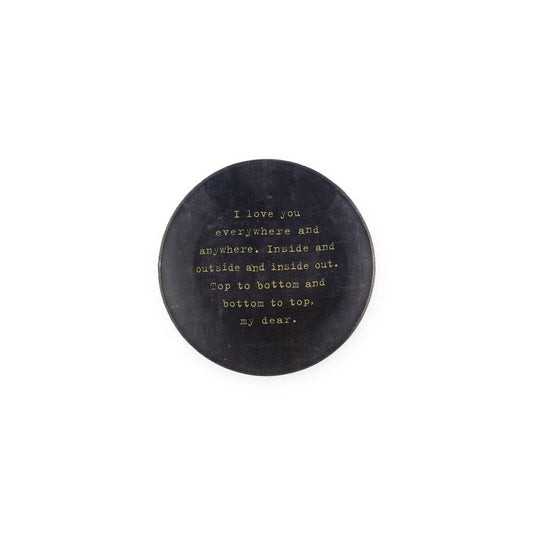 I love you
everywhere and
anywhere. Inside and
outside and inside out.
Top to bottom and
bottom to top,
my dear.